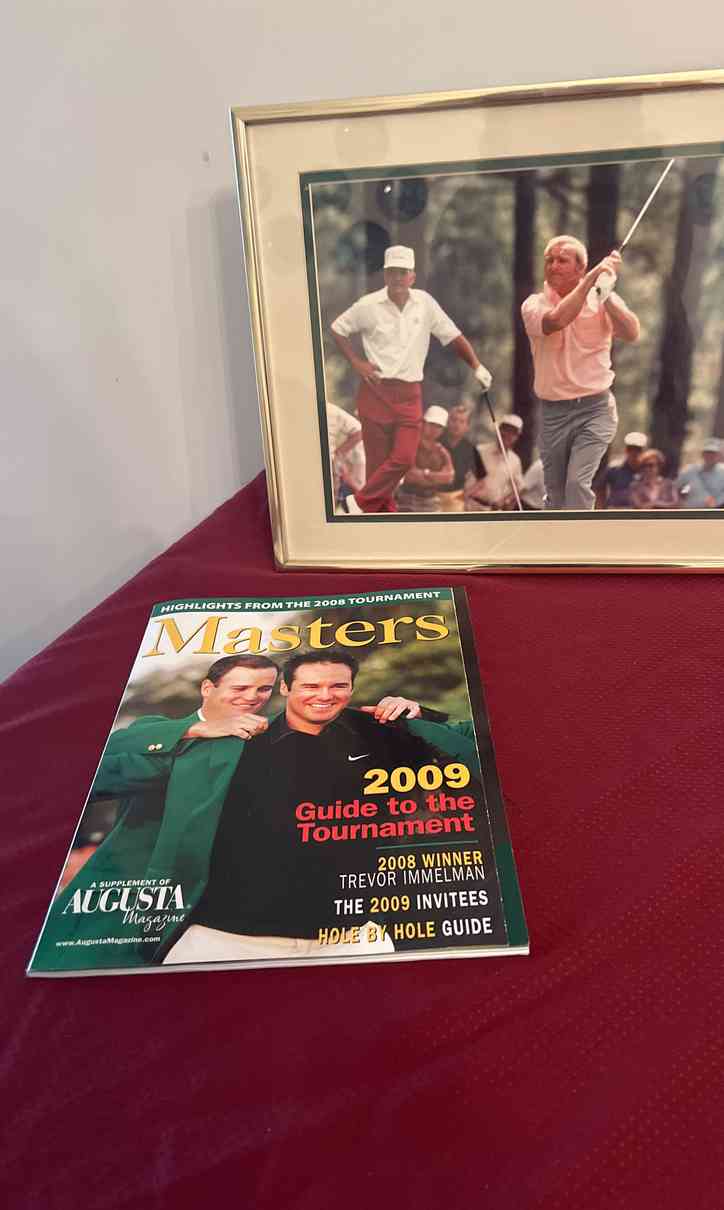 HIGHLIGHTS FROM THE 2008 TOURNAMENT
Masters
2009
Guide to the
Tournament
2008 WINNER
TREVOR IMMELMAN
THE 2009 INVITEES
HOLE BY HOLE GUIDE
A SUPPLEMENT OF
AUGUSTA
Magazine
www.AugustaMagazine.com